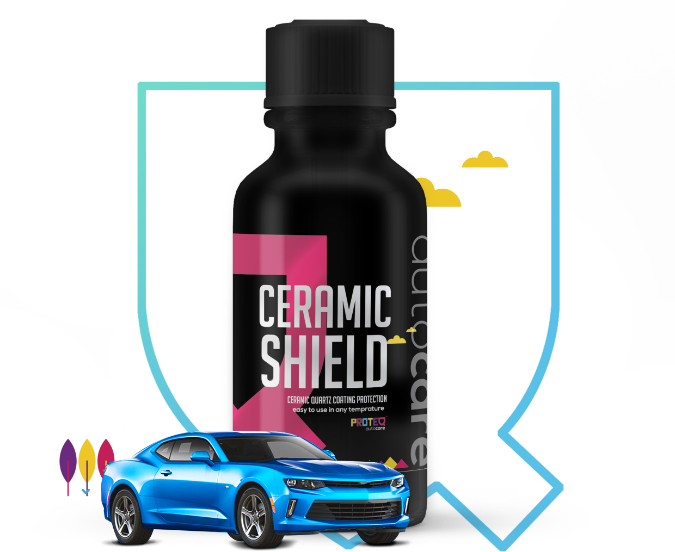 CERAMIC
SHIELD
CERAMIC QUARTZ COATING PROTECTION
easy to use in any temprature
PROTEQ
autocare
autocare